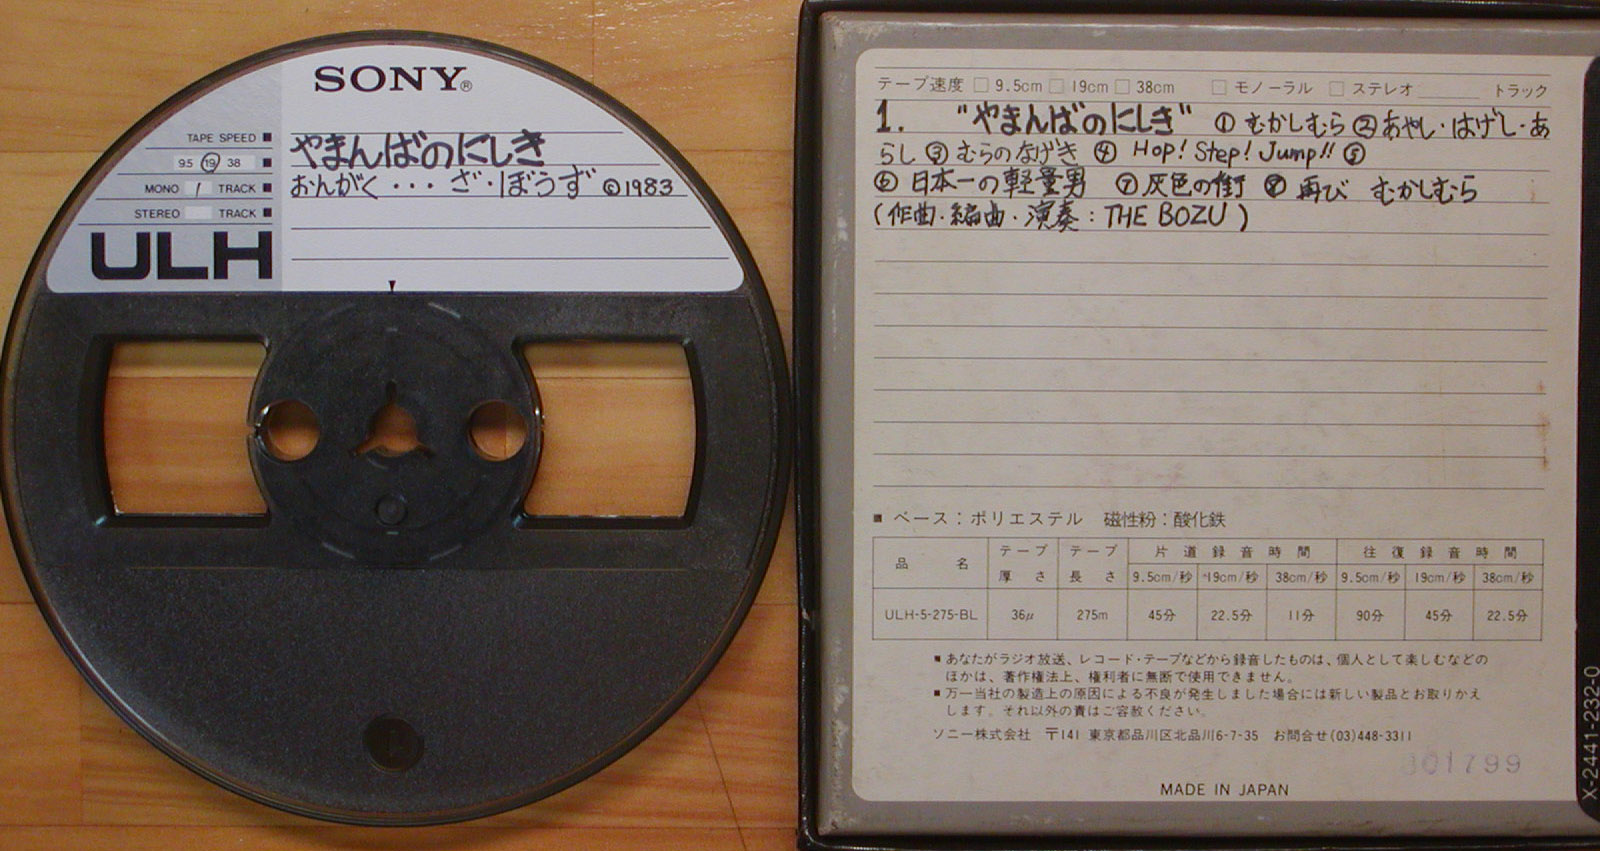 SONY®
TAPE SPEED ■
9.5 19 38 ■
MONO 1 TRACK ■
STEREO TRACK ■
ULH
やまんばのにしき
おんがく・・・ざ・ぼうず ©1983
テープ速度 □ 9.5cm □ 19cm □ 38cm □ モノーラル □ ステレオ トラック
1. "やまんばのにしき" ① むかしむら ② あやし・はげし・あ
らし ③ むらのなげき ④ Hop! Step! Jump!! ⑤
⑥ 日本一の軽量男 ⑦ 灰色の街 ⑧ 再び むかしむら
(作曲・編曲・演奏：THE BOZU)
■ ベース：ポリエステル 磁性粉：酸化鉄
品名 テープ厚さ テープ長さ 片道録音時間 往復録音時間
9.5cm/秒 19cm/秒 38cm/秒 9.5cm/秒 19cm/秒 38cm/秒
ULH-5-275-BL 36μ 275m 45分 22.5分 11分 90分 45分 22.5分
■ あなたがラジオ放送、レコード・テープなどから録音したものは、個人として楽しむなどの
ほかは、著作権法上、権利者に無断で使用できません。
■ 万一当社の製造上の原因による不良が発生しました場合には新しい製品とお取りかえ
します。それ以外の責はご容赦ください。
ソニー株式会社 〒141 東京都品川区北品川6-7-35 お問合せ(03)448-3311
01799
MADE IN JAPAN
X-2441-232-0